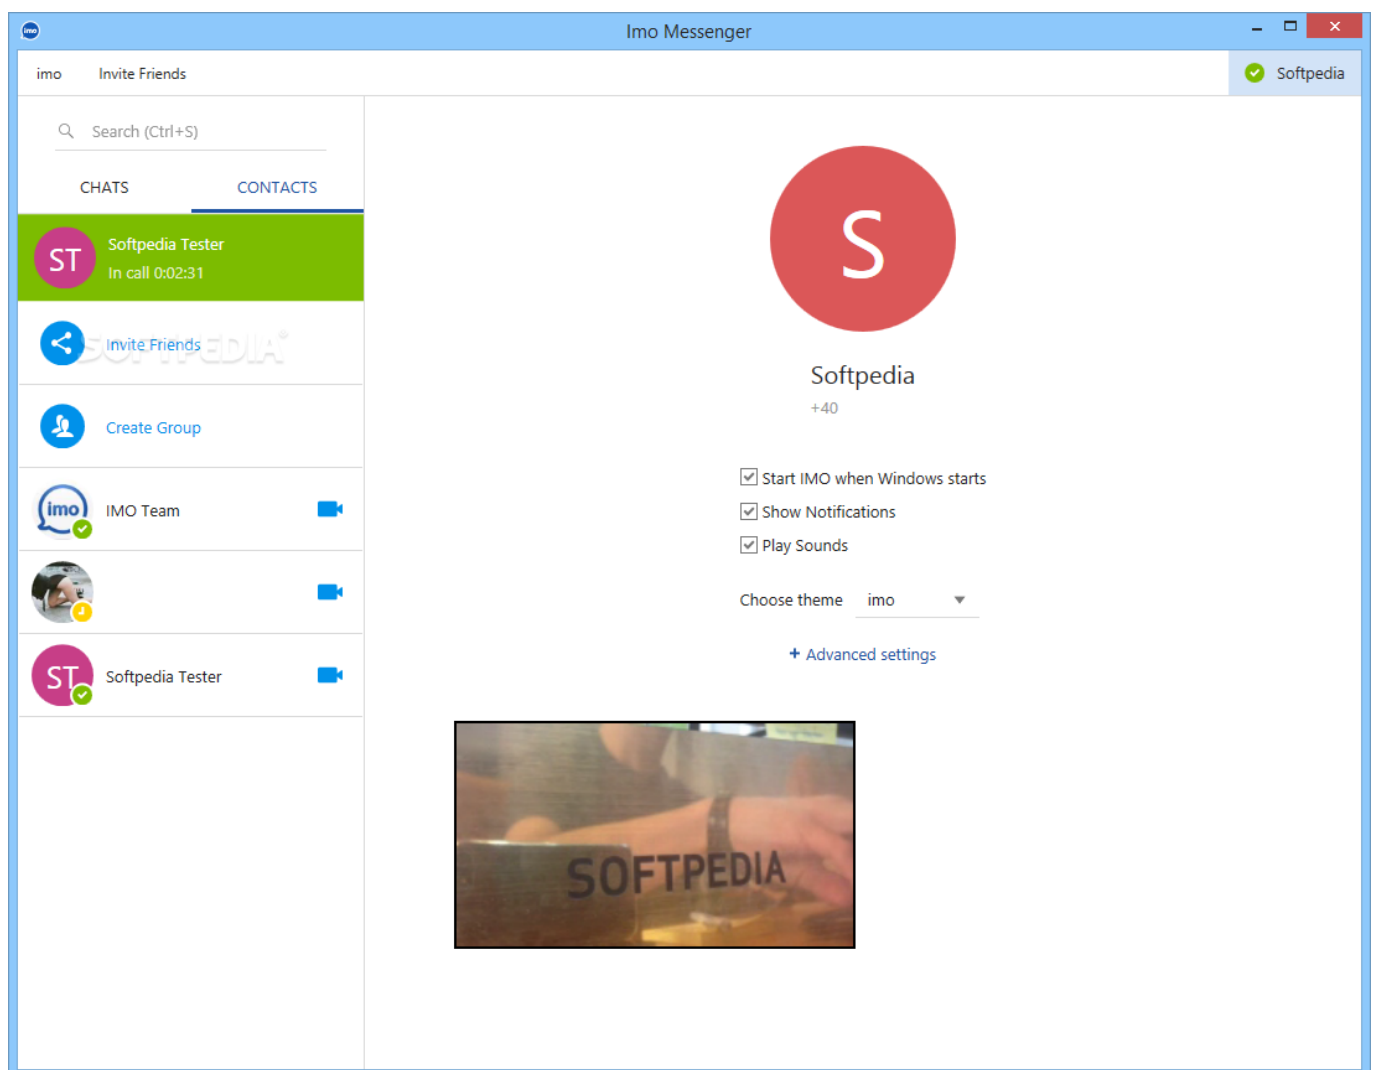 imo
Imo Messenger
imo
Invite Friends
Softpedia
Search (Ctrl+S)
CHATS
CONTACTS
ST
Softpedia Tester
In call 0:02:31
SOFTPEDIA®
Invite Friends
Create Group
imo
IMO Team
ST
Softpedia Tester
S
Softpedia
+40
Start IMO when Windows starts
Show Notifications
Play Sounds
Choose theme
imo
+ Advanced settings
SOFTPEDIA